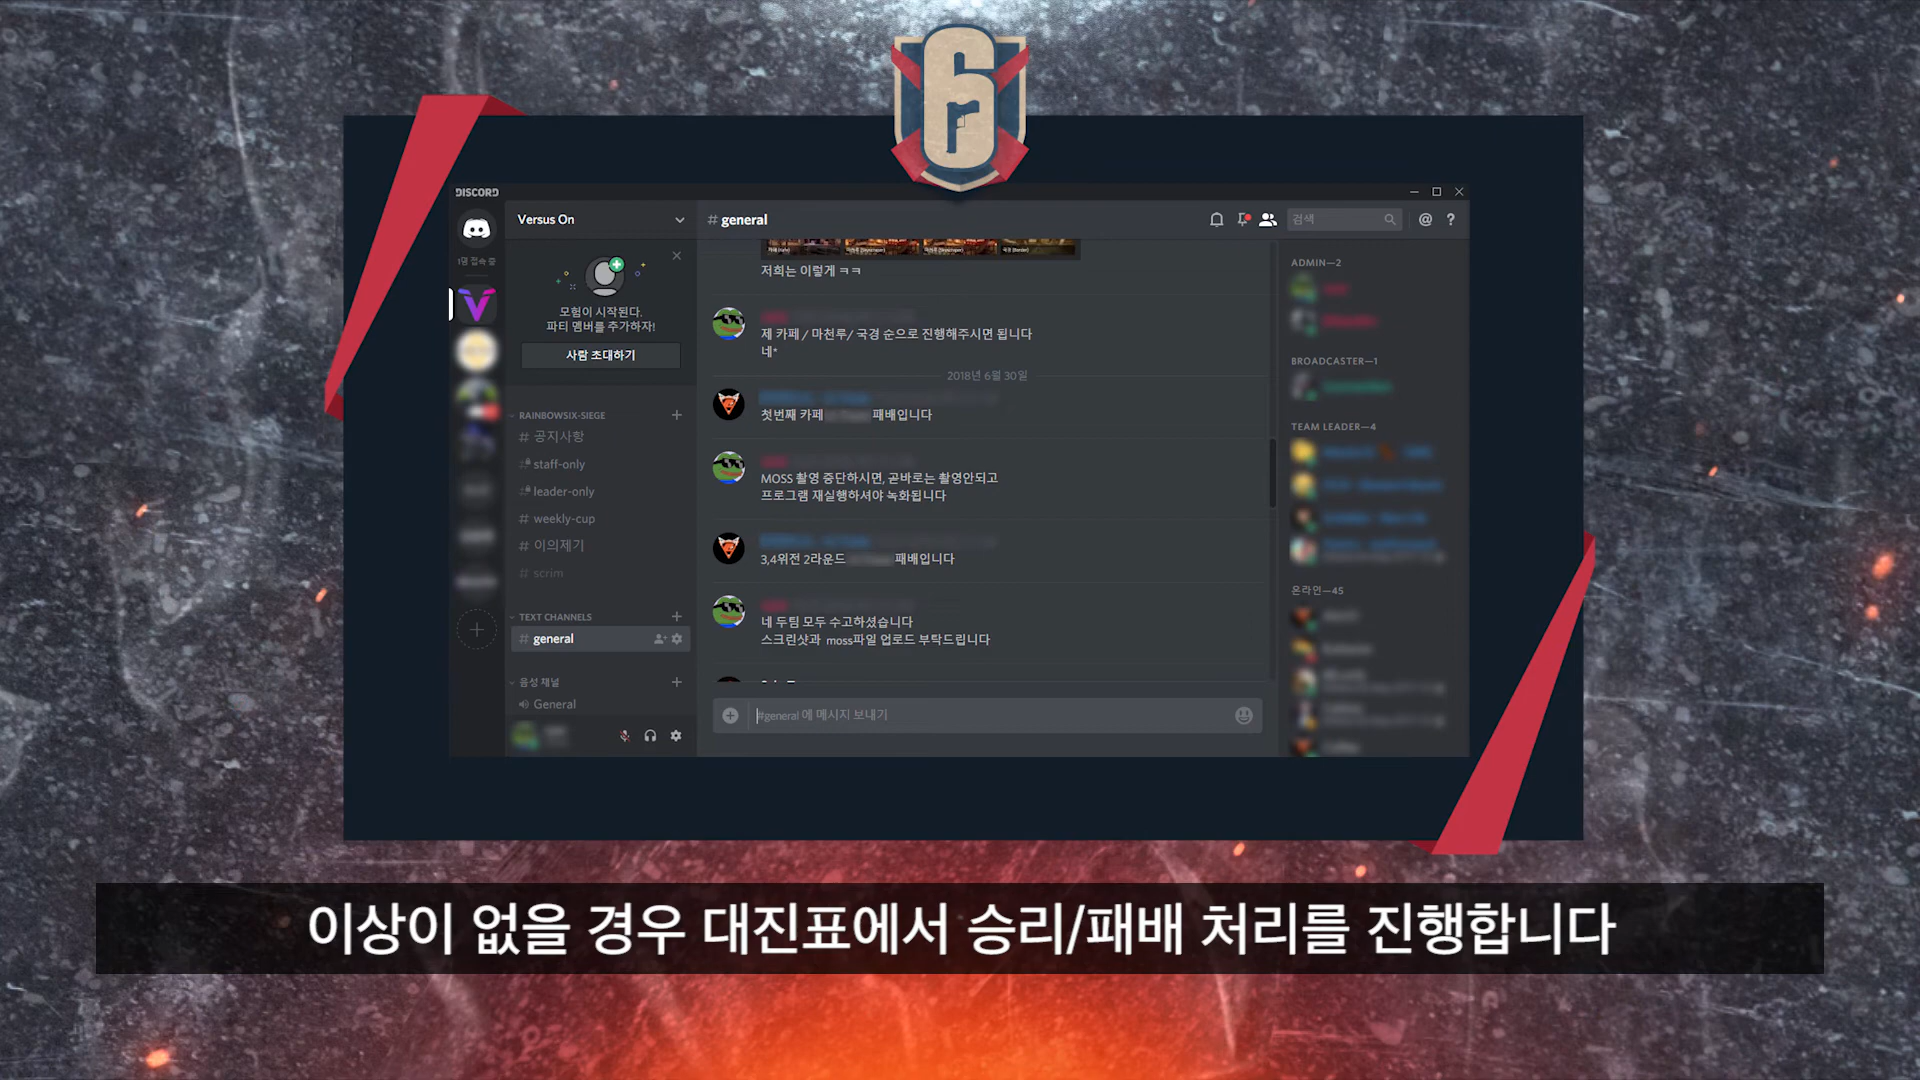 6
DISCORD
Versus On
# general
검색
저희는 이렇게 ㅋㅋ
제 카페 / 마천루/ 국경 순으로 진행해주시면 됩니다
네*
2018년 6월 30일
첫번째 카페 패배입니다
MOSS 촬영 중단하시면, 곧바로는 촬영안되고
프로그램 재실행하셔야 녹화됩니다
3,4위전 2라운드 패배입니다
네 두팀 모두 수고하셨습니다
스크린샷과 moss파일 업로드 부탁드립니다
#general 에 메시지 보내기
모험이 시작된다.
파티 멤버를 추가하자!
사람 초대하기
RAINBOWSIX-SIEGE
# 공지사항
staff-only
leader-only
# weekly-cup
# 이의제기
# scrim
TEXT CHANNELS
# general
음성 채널
General
ADMIN—2
BROADCASTER—1
TEAM LEADER—4
온라인—45
이상이 없을 경우 대진표에서 승리/패배 처리를 진행합니다